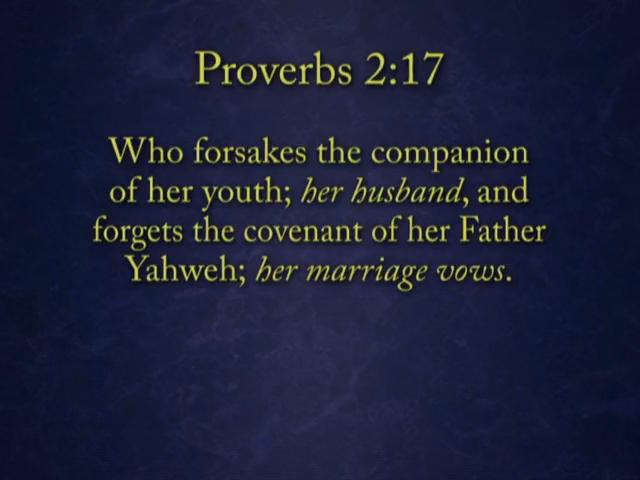 Proverbs 2:17
Who forsakes the companion
of her youth; her husband, and
forgets the covenant of her Father
Yahweh; her marriage vows.